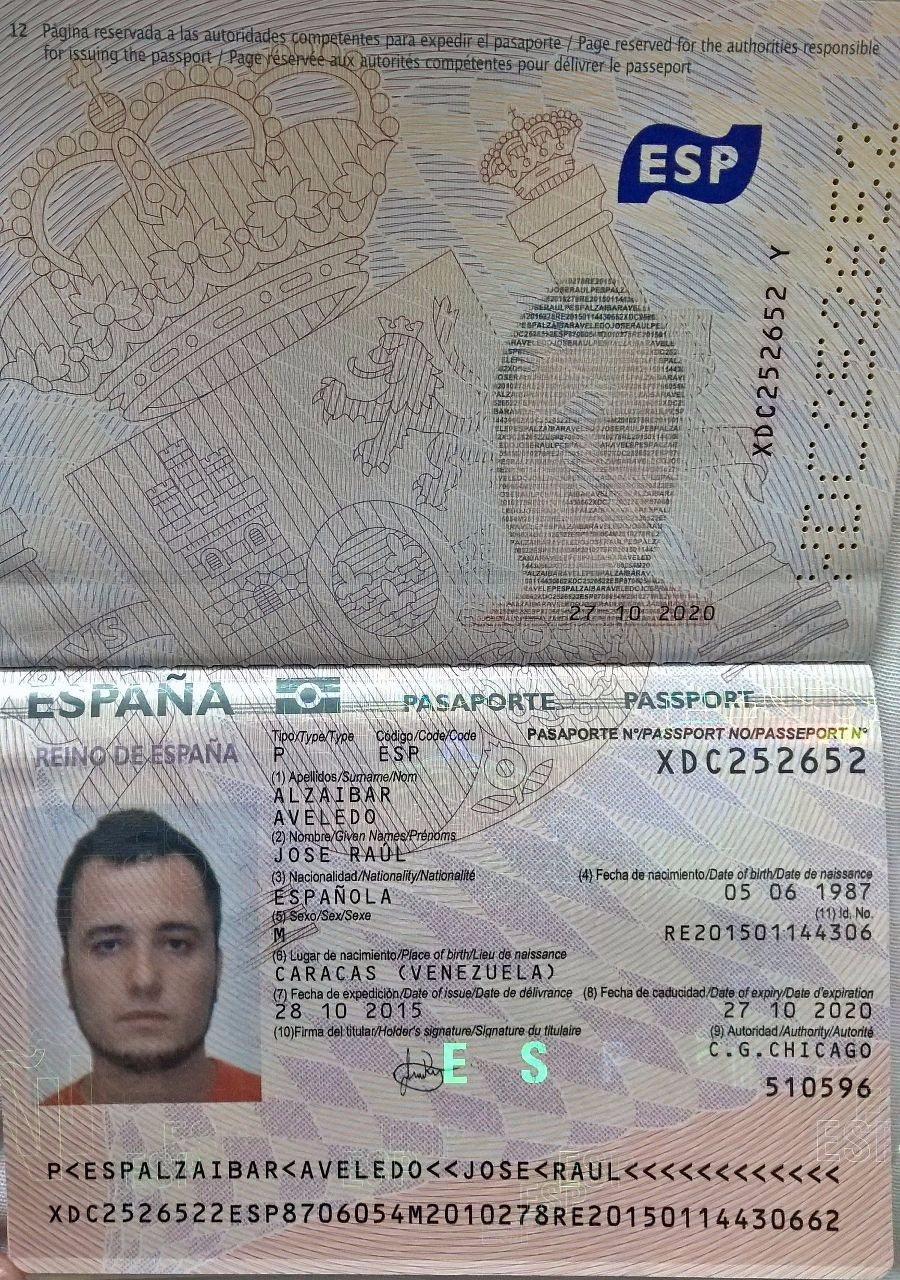 12 Página reservada a las autoridades competentes para expedir el pasaporte / Page reserved for the authorities responsible
for issuing the passport / Page réservée aux autorités compétentes pour délivrer le passeport
ESP
XDC252652 Y
27 10 2020
ESPAÑA PASAPORTE PASSPORT
REINO DE ESPAÑA
Tipo/Type/Type Código/Code/Code PASAPORTE Nº/PASSPORT NO/PASSEPORT Nº
P ESP XDC252652
(1) Apellidos/Surname/Nom
ALZAIBAR
AVELEDO
(2) Nombre/Given Names/Prénoms
JOSE RAÚL
(3) Nacionalidad/Nationality/Nationalité (4) Fecha de nacimiento/Date of birth/Date de naissance
ESPAÑOLA 05 06 1987
(5) Sexo/Sex/Sexe (11) Id. No.
M RE201501144306
(6) Lugar de nacimiento/Place of birth/Lieu de naissance
CARACAS (VENEZUELA)
(7) Fecha de expedición/Date of issue/Date de délivrance (8) Fecha de caducidad/Date of expiry/Date d'expiration
28 10 2015 27 10 2020
(10)Firma del titular/Holder's signature/Signature du titulaire (9) Autoridad/Authority/Autorité
C.G.CHICAGO
E S
510596
P<ESPALZAIBAR<AVELEDO<<JOSE<RAUL<<<<<<<<<<<<
XDC2526522ESP8706054M2010278RE20150114430662